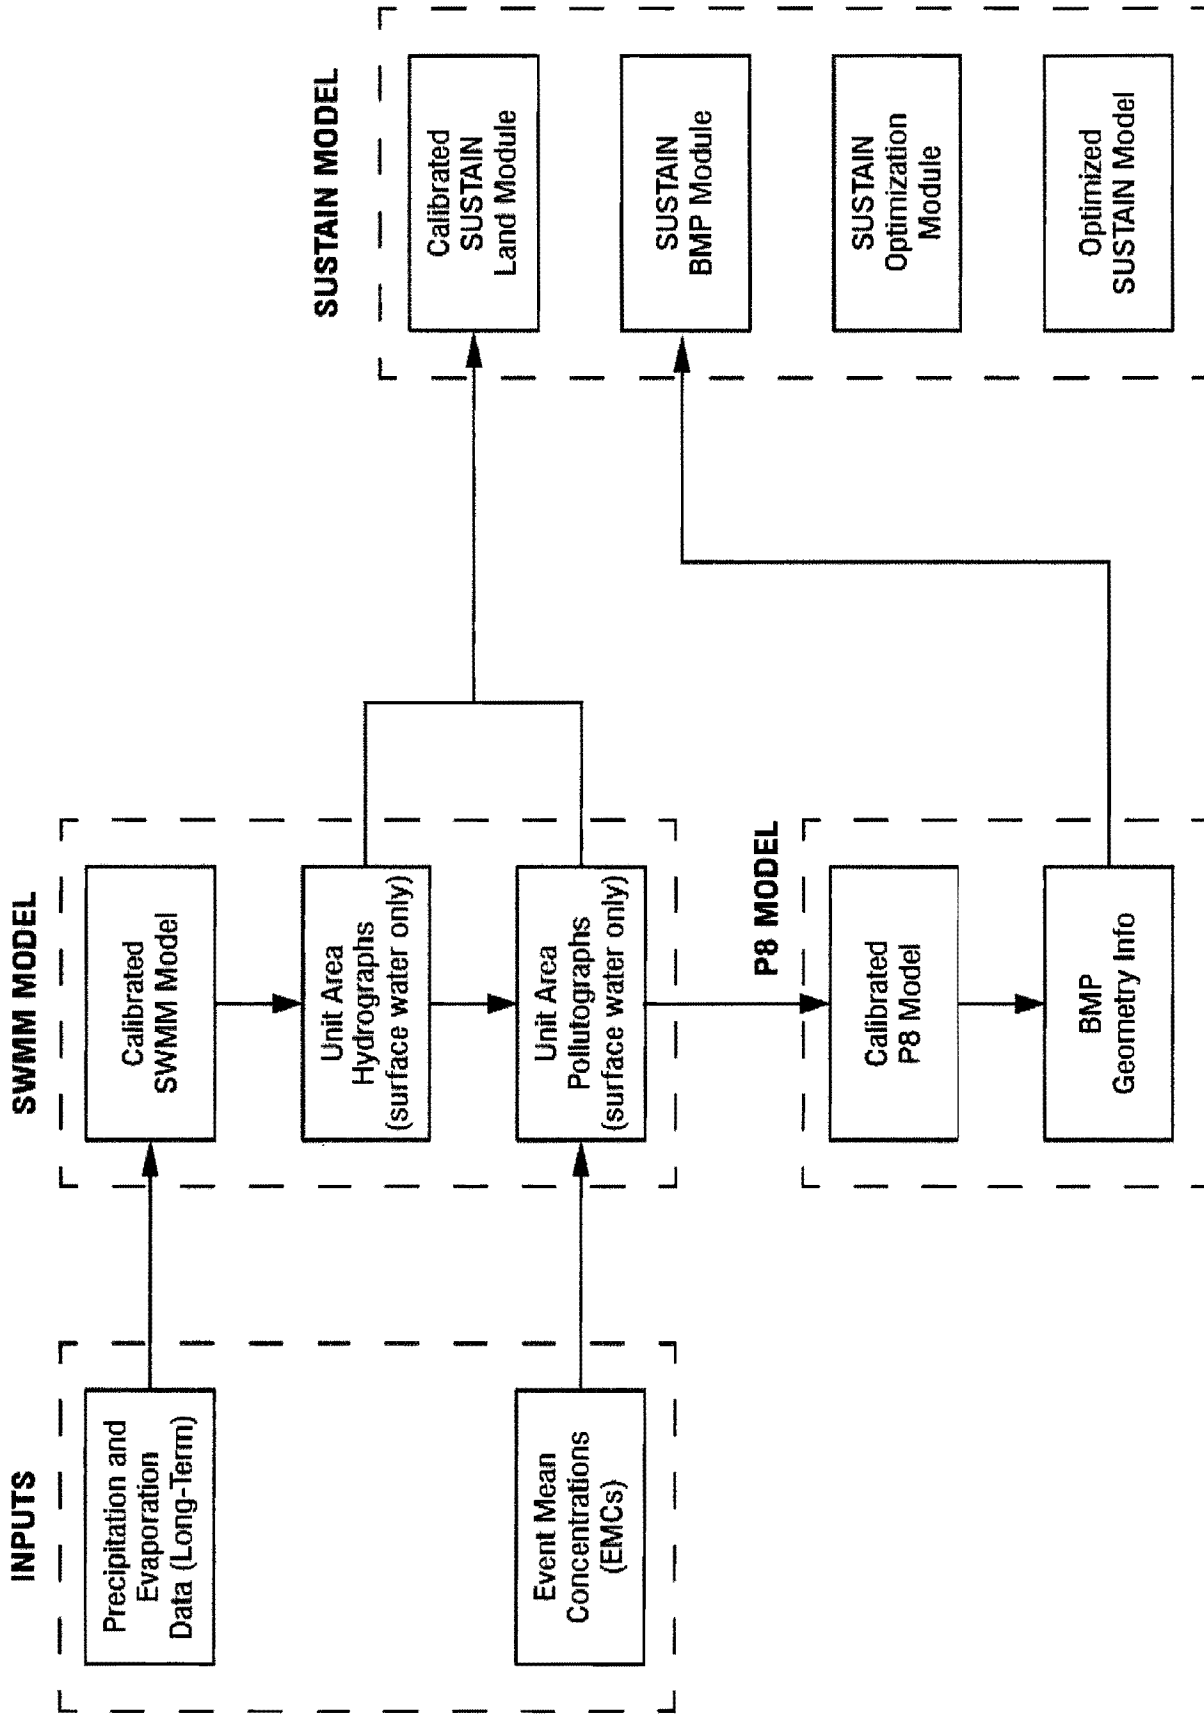 INPUTS
Precipitation and
Evaporation
Data (Long-Term)
Event Mean
Concentrations
(EMCs)
SWMM MODEL
Calibrated
SWMM Model
Unit Area
Hydrographs
(surface water only)
Unit Area
Pollutographs
(surface water only)
P8 MODEL
Calibrated
P8 Model
BMP
Geometry Info
SUSTAIN MODEL
Calibrated
SUSTAIN
Land Module
SUSTAIN
BMP Module
SUSTAIN
Optimization
Module
Optimized
SUSTAIN Model